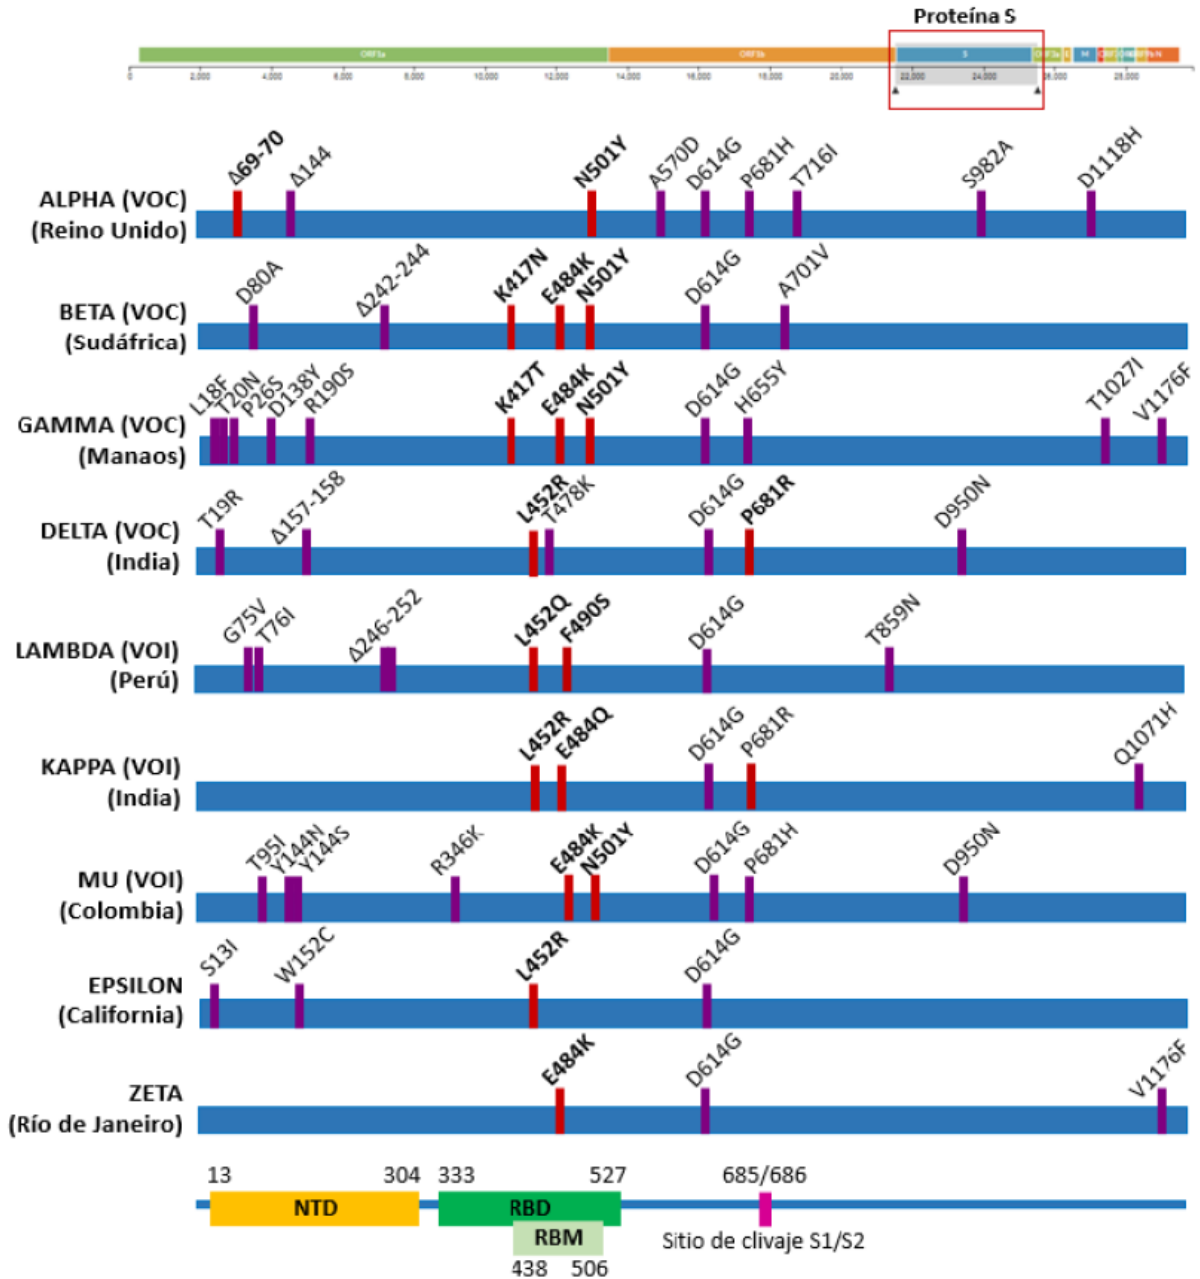 Proteína S
ORF1a ORF1b S M N
0 2,000 4,000 6,000 8,000 10,000 12,000 14,000 16,000 18,000 20,000 22,000 24,000 26,000 28,000
Δ69-70 Δ144 N501Y A570D D614G P681H T716I S982A D1118H
ALPHA (VOC)
(Reino Unido)
D80A Δ242-244 K417N E484K N501Y D614G A701V
BETA (VOC)
(Sudáfrica)
L18F T20N P26S D138Y R190S K417T E484K N501Y D614G H655Y T1027I V1176F
GAMMA (VOC)
(Manaos)
T19R Δ157-158 L452R T478K D614G P681R D950N
DELTA (VOC)
(India)
G75V T76I Δ246-252 L452Q F490S D614G T859N
LAMBDA (VOI)
(Perú)
L452R E484Q D614G P681R Q1071H
KAPPA (VOI)
(India)
T95I Y144N Y144S R346K E484K N501Y D614G P681H D950N
MU (VOI)
(Colombia)
S13I W152C L452R D614G
EPSILON
(California)
E484K D614G V1176F
ZETA
(Río de Janeiro)
13 304 333 527 685/686
NTD RBD
RBM Sitio de clivaje S1/S2
438 506